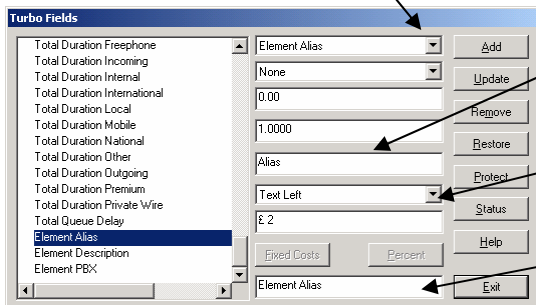 Turbo Fields
Total Duration Freephone
Total Duration Incoming
Total Duration Internal
Total Duration International
Total Duration Local
Total Duration Mobile
Total Duration National
Total Duration Other
Total Duration Outgoing
Total Duration Premium
Total Duration Private Wire
Total Queue Delay
Element Alias
Element Description
Element PBX
Element Alias
None
0.00
1.0000
Alias
Text Left
£ 2
Fixed Costs Percent
Element Alias
Add
Update
Remove
Restore
Protect
Status
Help
Exit